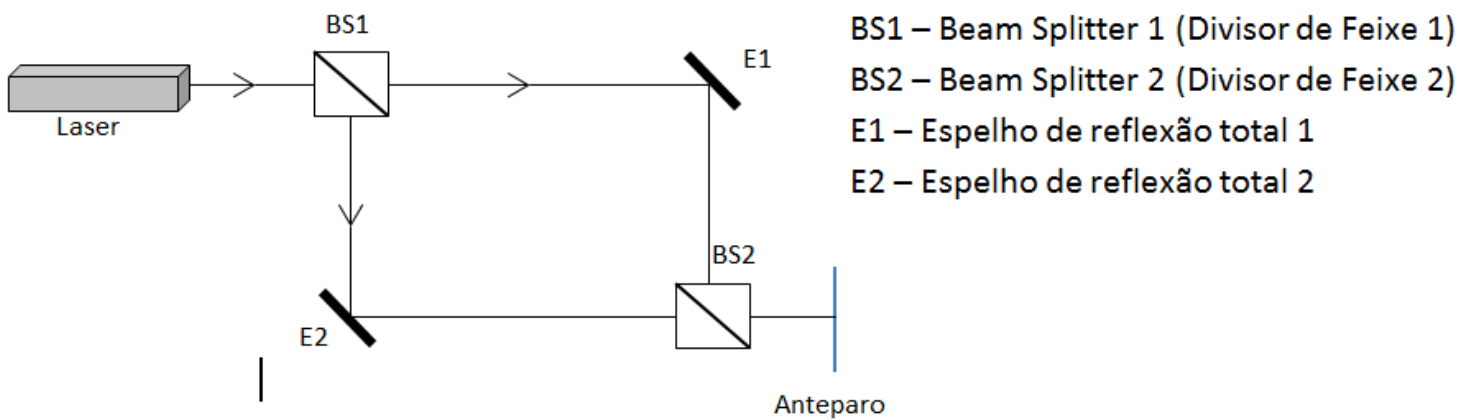 BS1
E1
Laser
BS2
E2
Anteparo
BS1 – Beam Splitter 1 (Divisor de Feixe 1)
BS2 – Beam Splitter 2 (Divisor de Feixe 2)
E1 – Espelho de reflexão total 1
E2 – Espelho de reflexão total 2